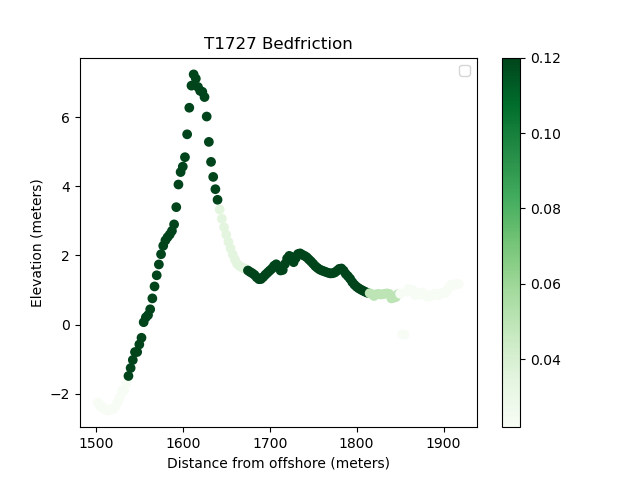 T1727 Bedfriction
Elevation (meters)
6
4
2
0
−2
1500 1600 1700 1800 1900
Distance from offshore (meters)
0.12
0.10
0.08
0.06
0.04